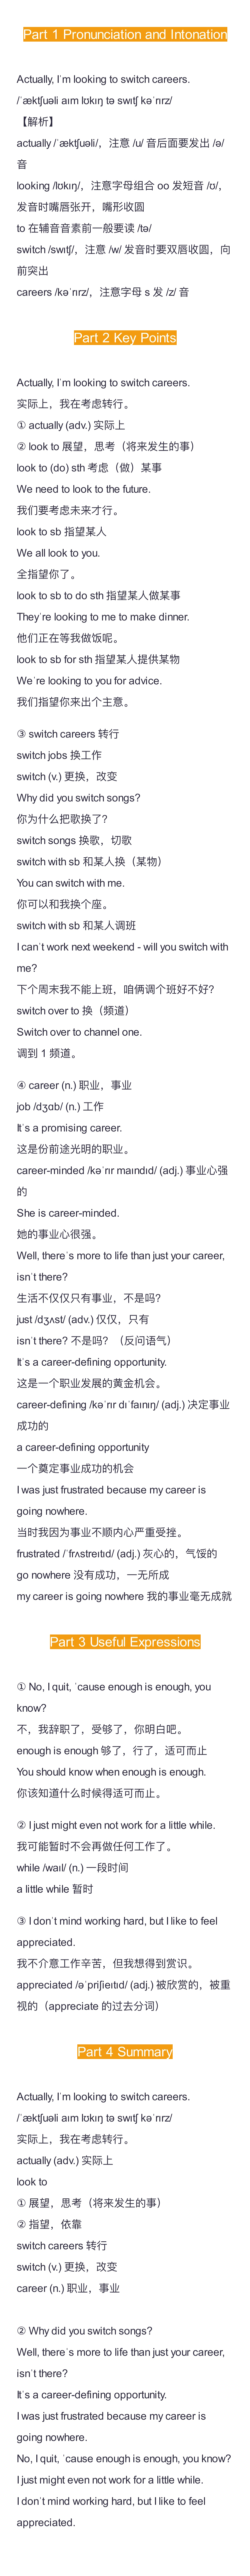 Part 1 Pronunciation and Intonation
Actually, I'm looking to switch careers.
/ˈæktʃuəli aɪm lʊkɪŋ tə swɪtʃ kəˈrɪrz/
【解析】
actually /ˈæktʃuəli/，注意 /u/ 音后面要发出 /ə/
音
looking /lʊkɪŋ/，注意字母组合 oo 发短音 /ʊ/，
发音时嘴唇张开，嘴形收圆
to 在辅音音素前一般要读 /tə/
switch /swɪtʃ/，注意 /w/ 发音时要双唇收圆，向
前突出
careers /kəˈrɪrz/，注意字母 s 发 /z/ 音
Part 2 Key Points
Actually, I'm looking to switch careers.
实际上，我在考虑转行。
① actually (adv.) 实际上
② look to 展望，思考（将来发生的事）
look to (do) sth 考虑（做）某事
We need to look to the future.
我们要考虑未来才行。
look to sb 指望某人
We all look to you.
全指望你了。
look to sb to do sth 指望某人做某事
They're looking to me to make dinner.
他们正在等我做饭呢。
look to sb for sth 指望某人提供某物
We're looking to you for advice.
我们指望你来出个主意。
③ switch careers 转行
switch jobs 换工作
switch (v.) 更换，改变
Why did you switch songs?
你为什么把歌换了?
switch songs 换歌，切歌
switch with sb 和某人换（某物）
You can switch with me.
你可以和我换个座。
switch with sb 和某人调班
I can't work next weekend - will you switch with
me?
下个周末我不能上班，咱俩调个班好不好?
switch over to 换（频道）
Switch over to channel one.
调到 1 频道。
④ career (n.) 职业，事业
job /dʒɑb/ (n.) 工作
It's a promising career.
这是份前途光明的职业。
career-minded /kəˈrɪr maɪndɪd/ (adj.) 事业心强
的
She is career-minded.
她的事业心很强。
Well, there's more to life than just your career,
isn't there?
生活不仅仅只有事业，不是吗?
just /dʒʌst/ (adv.) 仅仅，只有
isn't there? 不是吗? （反问语气）
It's a career-defining opportunity.
这是一个职业发展的黄金机会。
career-defining /kəˈrɪr dɪˈfaɪnɪŋ/ (adj.) 决定事业
成功的
a career-defining opportunity
一个奠定事业成功的机会
I was just frustrated because my career is
going nowhere.
当时我因为事业不顺内心严重受挫。
frustrated /ˈfrʌstreɪtɪd/ (adj.) 灰心的，气馁的
go nowhere 没有成功，一无所成
my career is going nowhere 我的事业毫无成就
Part 3 Useful Expressions
① No, I quit, 'cause enough is enough, you
know?
不，我辞职了，受够了，你明白吧。
enough is enough 够了，行了，适可而止
You should know when enough is enough.
你该知道什么时候得适可而止。
② I just might even not work for a little while.
我可能暂时不会再做任何工作了。
while /waɪl/ (n.) 一段时间
a little while 暂时
③ I don't mind working hard, but I like to feel
appreciated.
我不介意工作辛苦，但我想得到赏识。
appreciated /əˈpriʃieɪtɪd/ (adj.) 被欣赏的，被重
视的（appreciate 的过去分词）
Part 4 Summary
Actually, I'm looking to switch careers.
/ˈæktʃuəli aɪm lʊkɪŋ tə swɪtʃ kəˈrɪrz/
实际上，我在考虑转行。
actually (adv.) 实际上
look to
① 展望，思考（将来发生的事）
② 指望，依靠
switch careers 转行
switch (v.) 更换，改变
career (n.) 职业，事业
② Why did you switch songs?
Well, there's more to life than just your career,
isn't there?
It's a career-defining opportunity.
I was just frustrated because my career is
going nowhere.
No, I quit, 'cause enough is enough, you know?
I just might even not work for a little while.
I don't mind working hard, but I like to feel
appreciated.